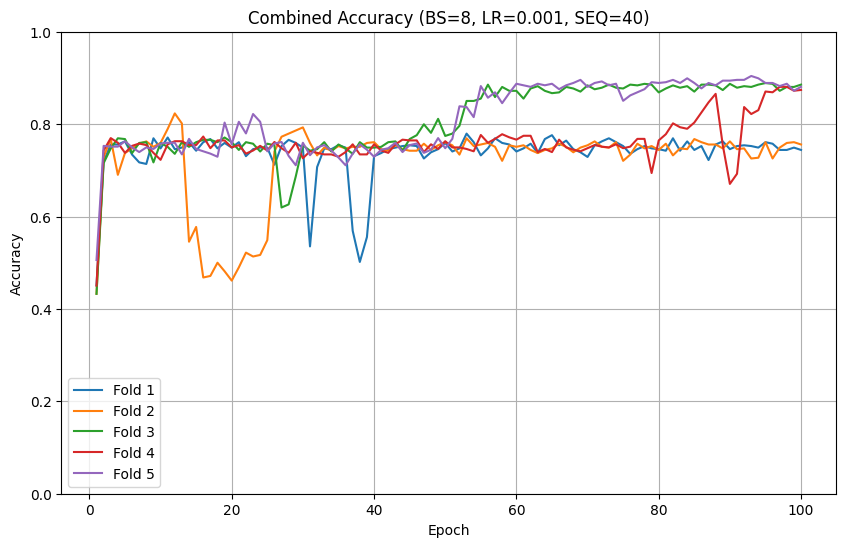 Combined Accuracy (BS=8, LR=0.001, SEQ=40)
1.0
0.8
0.6
0.4
0.2
0.0
Accuracy
Fold 1
Fold 2
Fold 3
Fold 4
Fold 5
0 20 40 60 80 100
Epoch